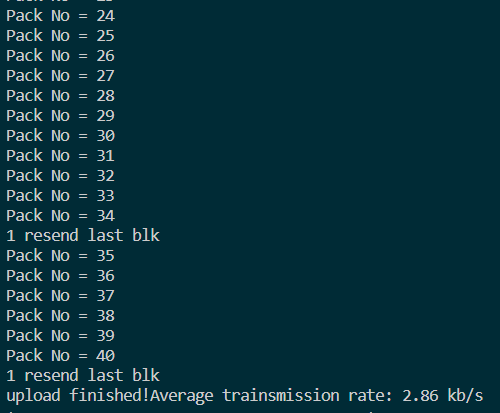 Pack No = 24
Pack No = 25
Pack No = 26
Pack No = 27
Pack No = 28
Pack No = 29
Pack No = 30
Pack No = 31
Pack No = 32
Pack No = 33
Pack No = 34
1 resend last blk
Pack No = 35
Pack No = 36
Pack No = 37
Pack No = 38
Pack No = 39
Pack No = 40
1 resend last blk
upload finished!Average trainsmission rate: 2.86 kb/s